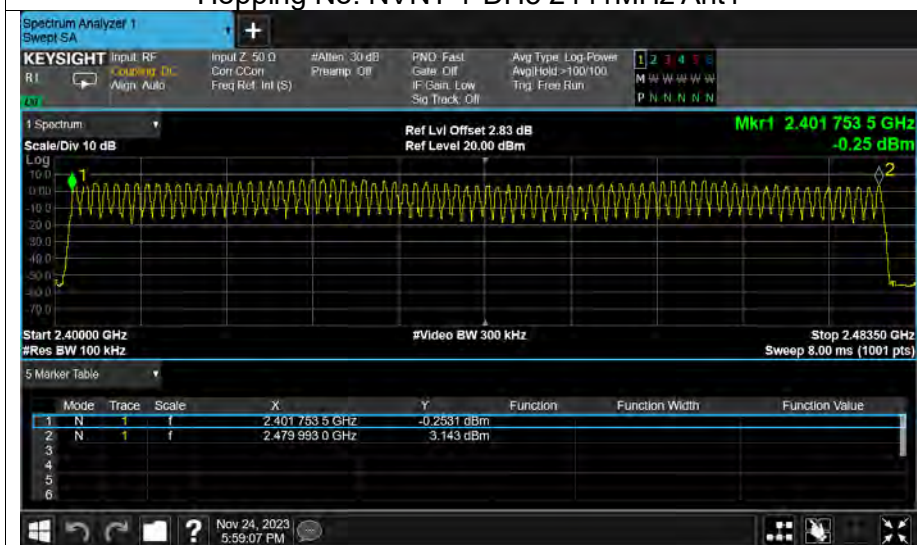 Hopping No. NVNT 1-DH5 2441MHz Ant1
Spectrum Analyzer 1
Swept SA
KEYSIGHT Input: RF Input Z: 50 Ω #Atten: 30 dB PNO: Fast Avg Type: Log-Power 1 2 3 4 5 6
R1 Coupling: DC Corr CCorr Preamp: Off Gate: Off Avg|Hold: >100/100 M W W W W W
Align: Auto Freq Ref: Int (S) IF Gain: Low Trig: Free Run
Sig Track: Off P N N N N N
1 Spectrum Ref Lvl Offset 2.83 dB Mkr1 2.401 753 5 GHz
Scale/Div 10 dB Ref Level 20.00 dBm -0.25 dBm
Log
10.0 1 2
0.00
-10.0
-20.0
-30.0
-40.0
-50.0
-60.0
-70.0
Start 2.40000 GHz #Video BW 300 kHz Stop 2.48350 GHz
#Res BW 100 kHz Sweep 8.00 ms (1001 pts)
5 Marker Table
Mode Trace Scale X Y Function Function Width Function Value
1 N 1 f 2.401 753 5 GHz -0.2531 dBm
2 N 1 f 2.479 993 0 GHz 3.143 dBm
3
4
5
6
? Nov 24, 2023
5:59:07 PM